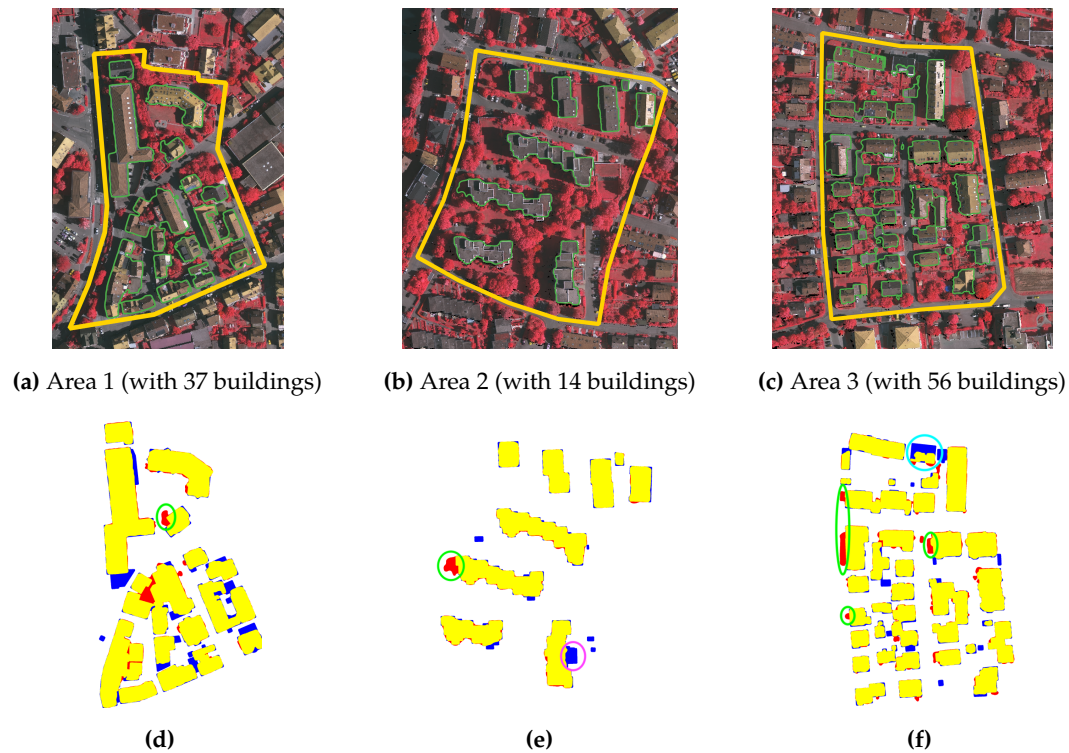 (a) Area 1 (with 37 buildings)
(b) Area 2 (with 14 buildings)
(c) Area 3 (with 56 buildings)
(d)
(e)
(f)